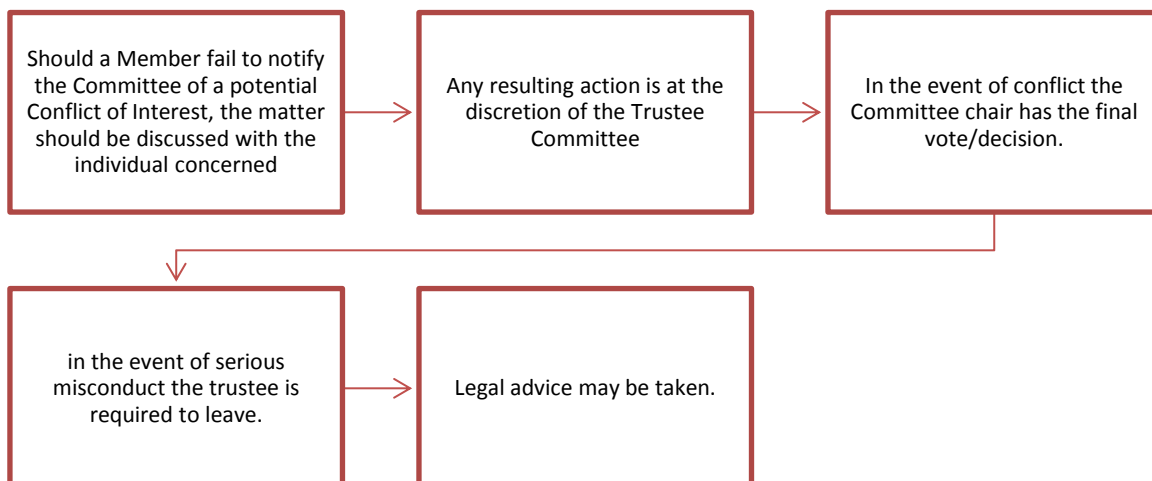 Should a Member fail to notify
the Committee of a potential
Conflict of Interest, the matter
should be discussed with the
individual concerned
Any resulting action is at the
discretion of the Trustee
Committee
In the event of conflict the
Committee chair has the final
vote/decision.
in the event of serious
misconduct the trustee is
required to leave.
Legal advice may be taken.